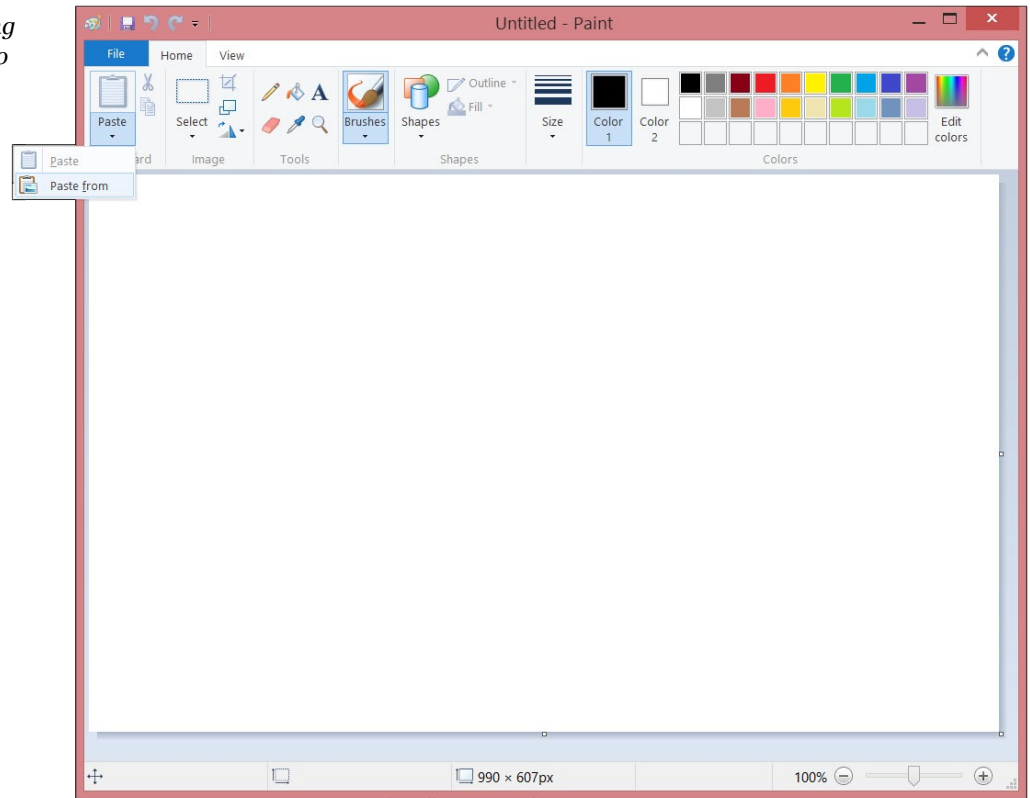 Untitled - Paint
File Home View
Outline
Fill
Paste Select Brushes Shapes Size Color 1 Color 2 Edit colors
Image Tools Shapes Colors
Paste
Paste from
990 × 607px 100%